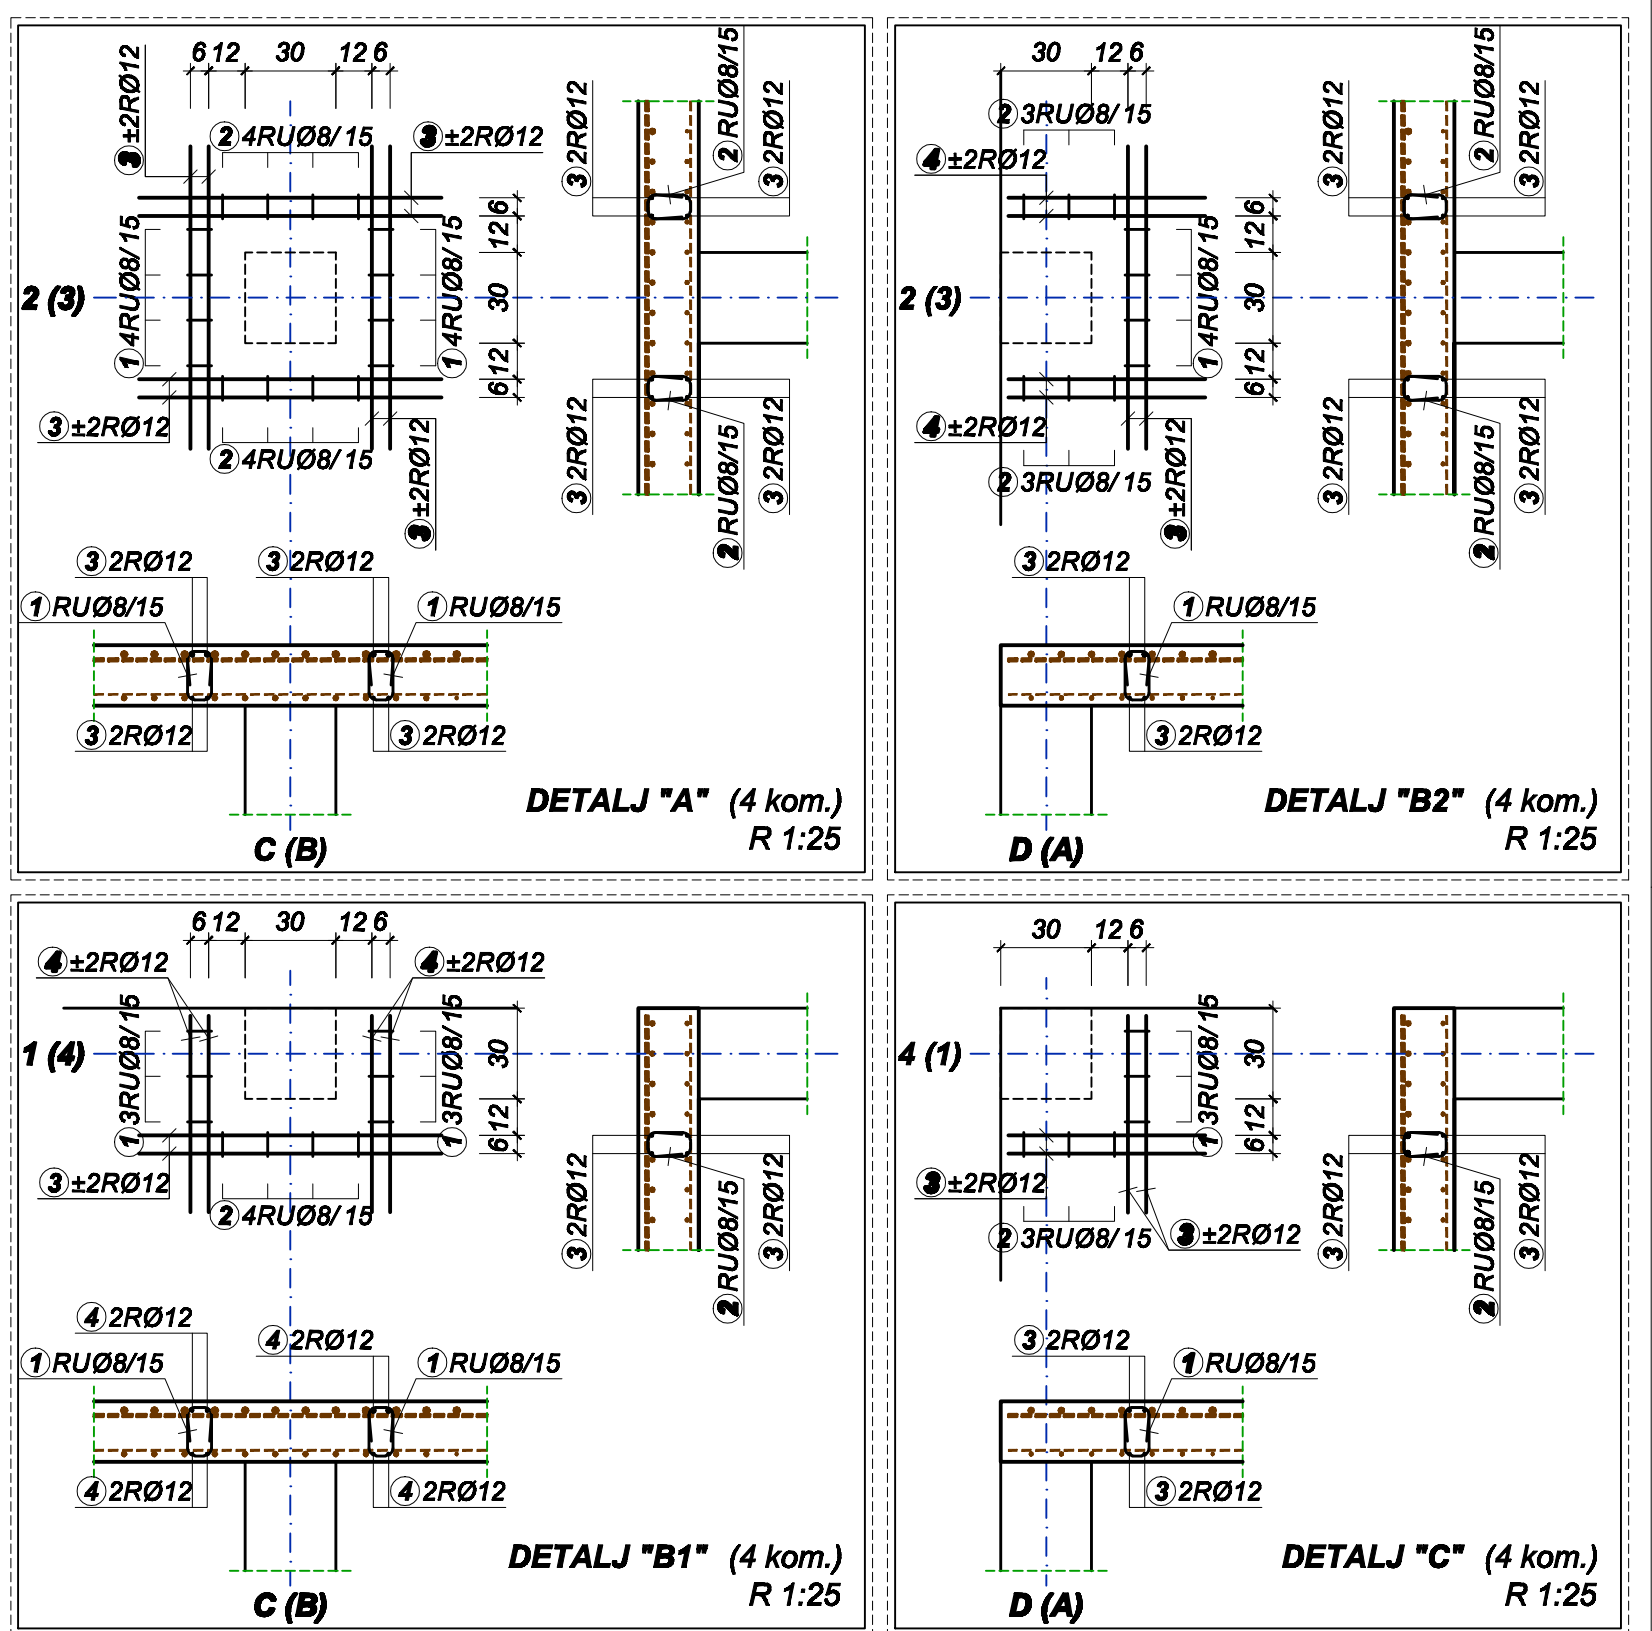 6 12 30 12 6
③ ±2RØ12
② 4RUØ8/15
③ ±2RØ12
① 4RUØ8/15
① 4RUØ8/15
6
12
30
12
6
2 (3)
③ ±2RØ12
② 4RUØ8/15
③ ±2RØ12
③ 2RØ12
② RUØ8/15
③ 2RØ12
③ 2RØ12
② RUØ8/15
③ 2RØ12
③ 2RØ12
③ 2RØ12
① RUØ8/15
① RUØ8/15
③ 2RØ12
③ 2RØ12
DETALJ "A" (4 kom.)
R 1:25
C (B)
30 12 6
② 3RUØ8/15
④ ±2RØ12
① 4RUØ8/15
6
12
30
12
6
2 (3)
④ ±2RØ12
② 3RUØ8/15
③ ±2RØ12
③ 2RØ12
② RUØ8/15
③ 2RØ12
③ 2RØ12
② RUØ8/15
③ 2RØ12
③ 2RØ12
① RUØ8/15
③ 2RØ12
DETALJ "B2" (4 kom.)
R 1:25
D (A)
6 12 30 12 6
④ ±2RØ12
④ ±2RØ12
① 3RUØ8/15
① 3RUØ8/15
30
12
6
1 (4)
③ ±2RØ12
② 4RUØ8/15
③ 2RØ12
② RUØ8/15
③ 2RØ12
④ 2RØ12
④ 2RØ12
① RUØ8/15
① RUØ8/15
④ 2RØ12
④ 2RØ12
DETALJ "B1" (4 kom.)
R 1:25
C (B)
30 12 6
① 3RUØ8/15
30
12
6
4 (1)
③ ±2RØ12
② 3RUØ8/15
③ ±2RØ12
③ 2RØ12
② RUØ8/15
③ 2RØ12
③ 2RØ12
① RUØ8/15
③ 2RØ12
DETALJ "C" (4 kom.)
R 1:25
D (A)